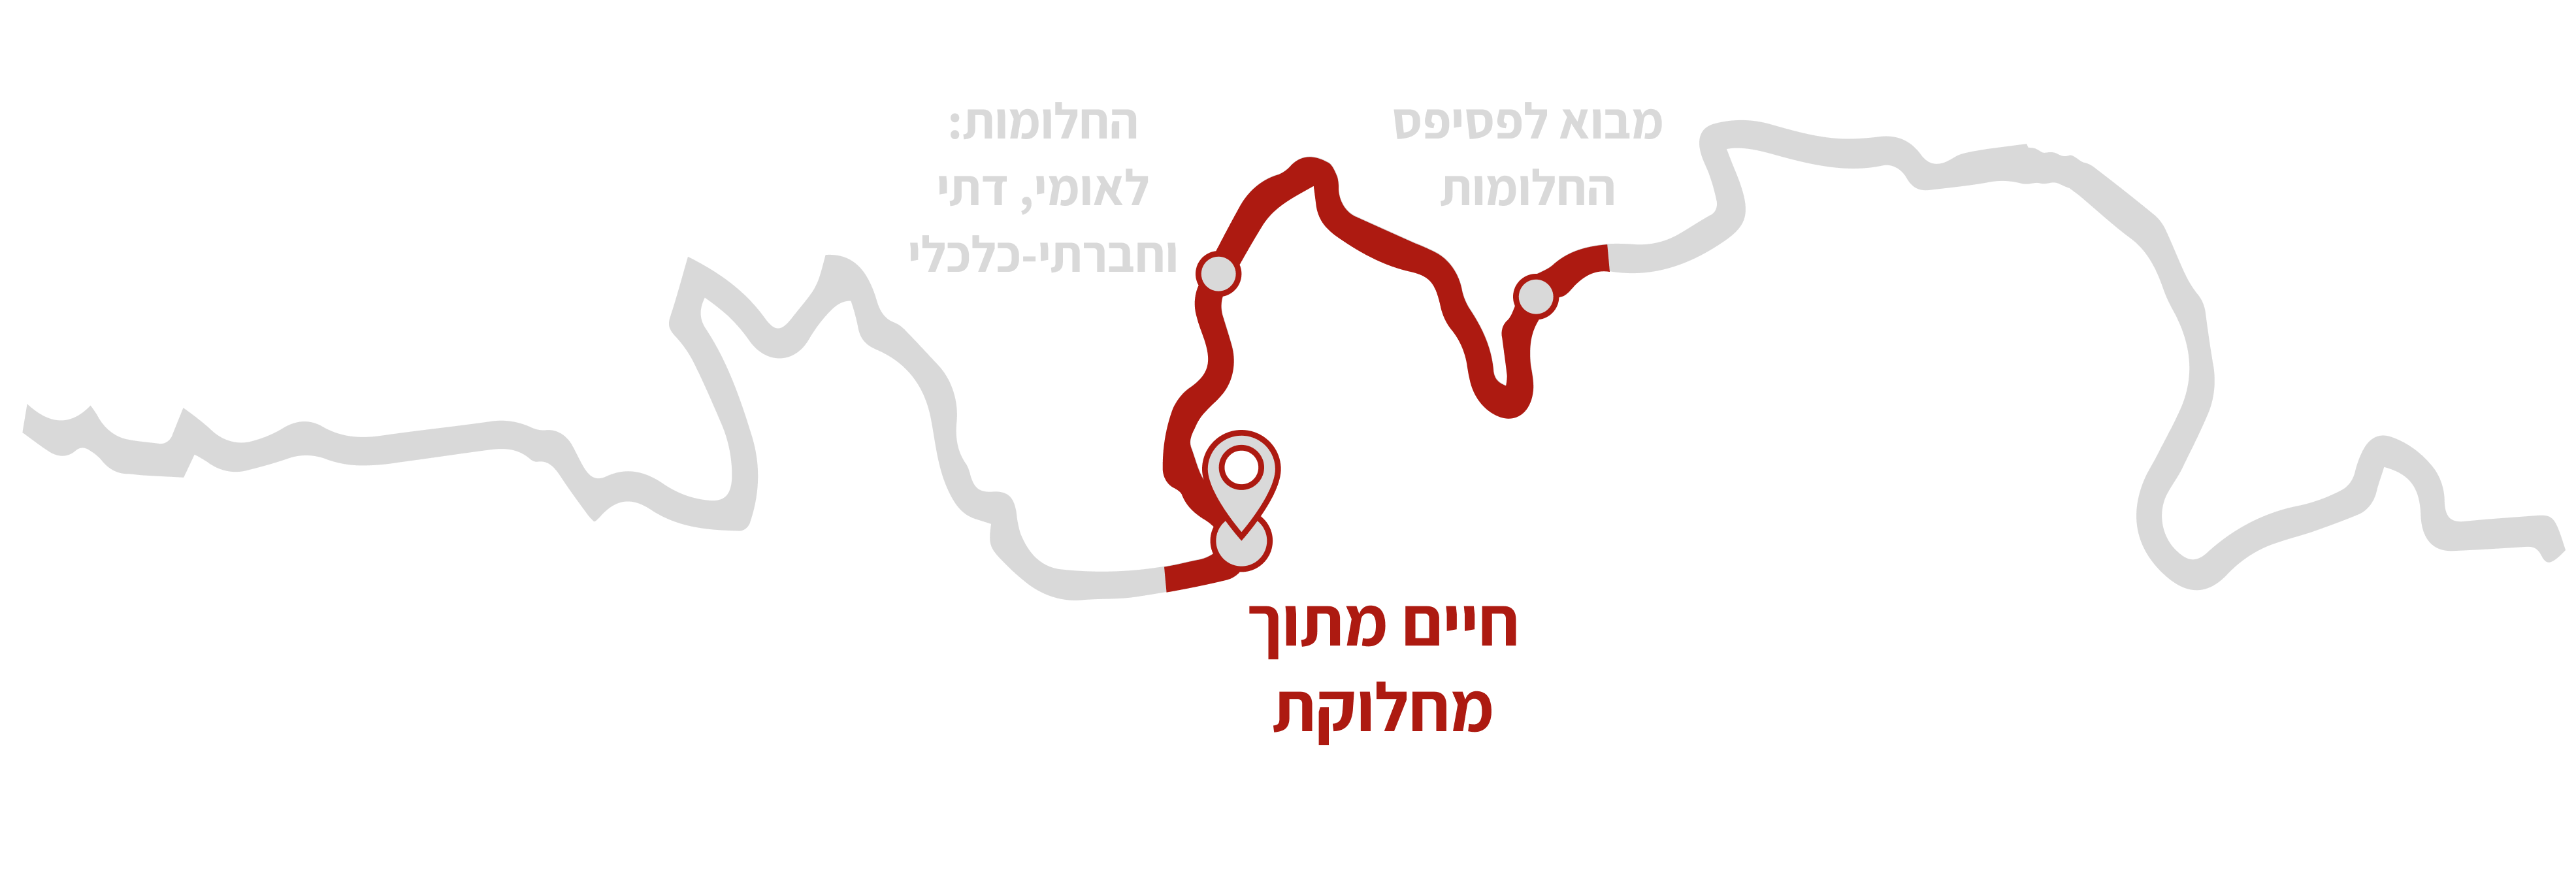 מבוא לפסיפס
החלומות
החלומות:
לאומי, דתי
וחברתי-כלכלי
חיים מתוך
מחלוקת